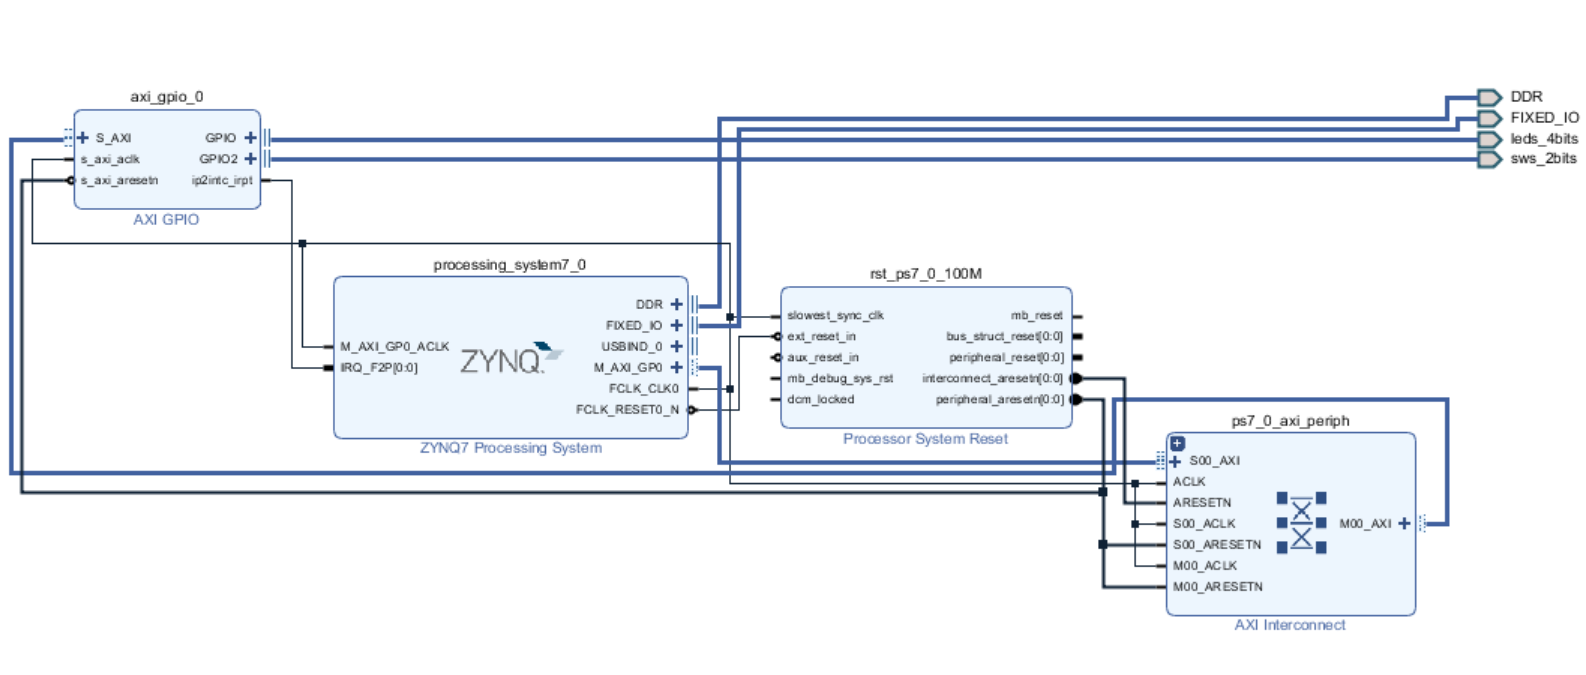 axi_gpio_0
S_AXI
s_axi_aclk
s_axi_aresetn
GPIO
GPIO2
ip2intc_irpt
AXI GPIO
DDR
FIXED_IO
leds_4bits
sws_2bits
processing_system7_0
M_AXI_GP0_ACLK
IRQ_F2P[0:0]
ZYNQ
DDR
FIXED_IO
USBIND_0
M_AXI_GP0
FCLK_CLK0
FCLK_RESET0_N
ZYNQ7 Processing System
rst_ps7_0_100M
slowest_sync_clk
ext_reset_in
aux_reset_in
mb_debug_sys_rst
dcm_locked
mb_reset
bus_struct_reset[0:0]
peripheral_reset[0:0]
interconnect_aresetn[0:0]
peripheral_aresetn[0:0]
Processor System Reset
ps7_0_axi_periph
S00_AXI
ACLK
ARESETN
S00_ACLK
S00_ARESETN
M00_ACLK
M00_ARESETN
M00_AXI
AXI Interconnect